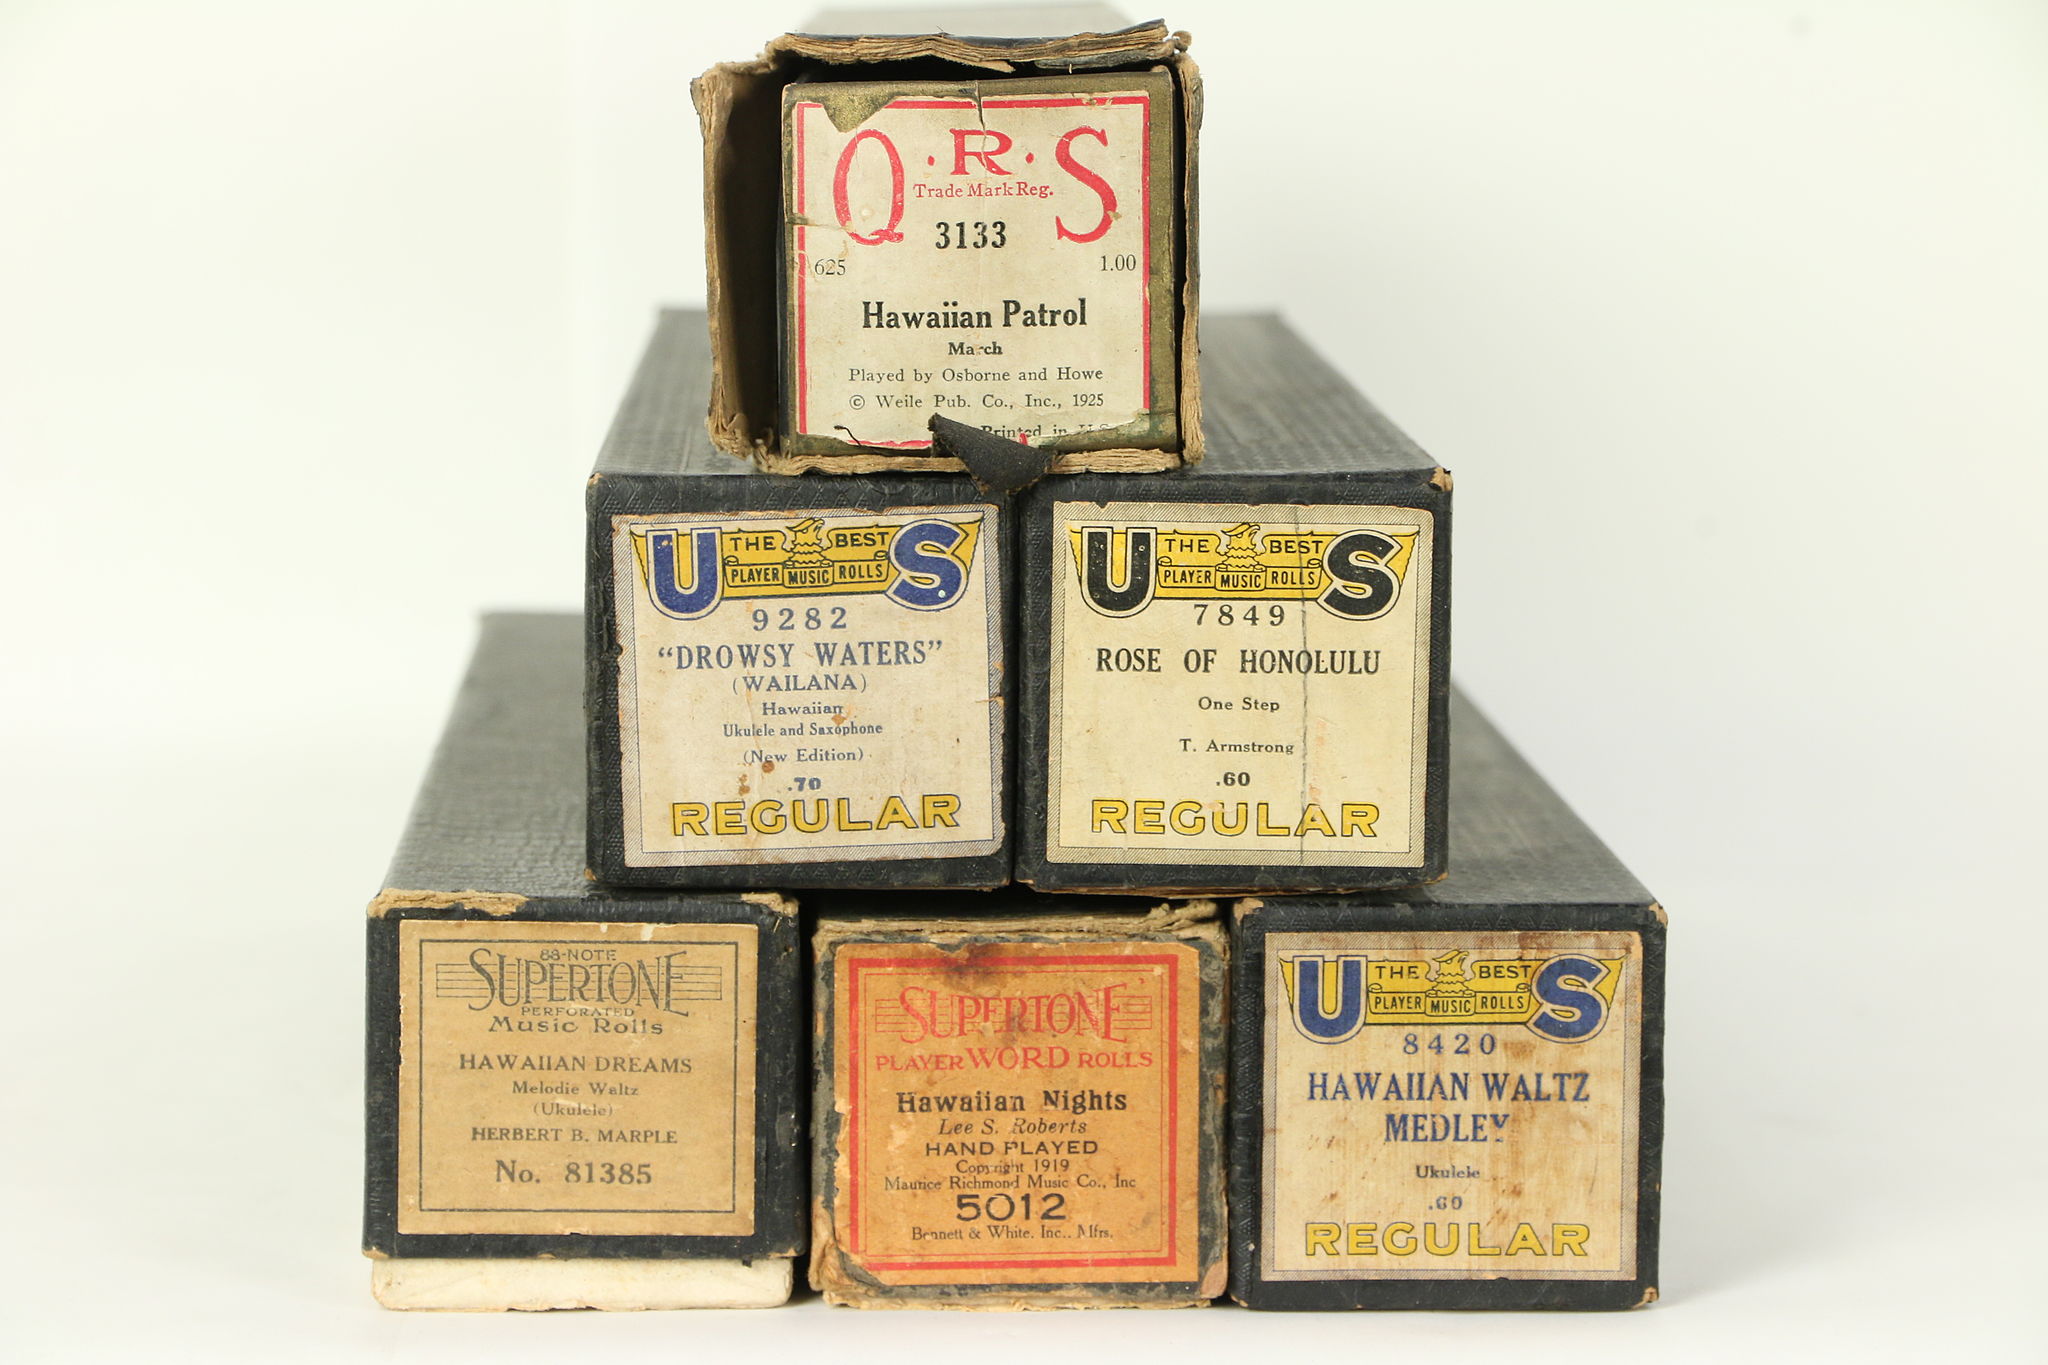 Q·R·S
Trade Mark Reg.
3133
625 1.00
Hawaiian Patrol
March
Played by Osborne and Howe
© Weile Pub. Co., Inc., 1925
Printed in U.S.
U THE BEST S
PLAYER MUSIC ROLLS
9282
“DROWSY WATERS”
(WAILANA)
Hawaiian
Ukulele and Saxophone
(New Edition)
.70
REGULAR
U THE BEST S
PLAYER MUSIC ROLLS
7849
ROSE OF HONOLULU
One Step
T. Armstrong
.60
REGULAR
88-NOTE
SUPERTONE
PERFORATED
Music Rolls
HAWAIIAN DREAMS
Melodie Waltz
(Ukulele)
HERBERT B. MARPLE
No. 81385
SUPERTONE
PLAYER WORD ROLLS
Hawaiian Nights
Lee S. Roberts
HAND PLAYED
Copyright 1919
Maurice Richmond Music Co., Inc
5012
Bennett & White. Inc., Mfrs.
U THE BEST S
PLAYER MUSIC ROLLS
8420
HAWAIIAN WALTZ
MEDLEY
Ukulele
.60
REGULAR